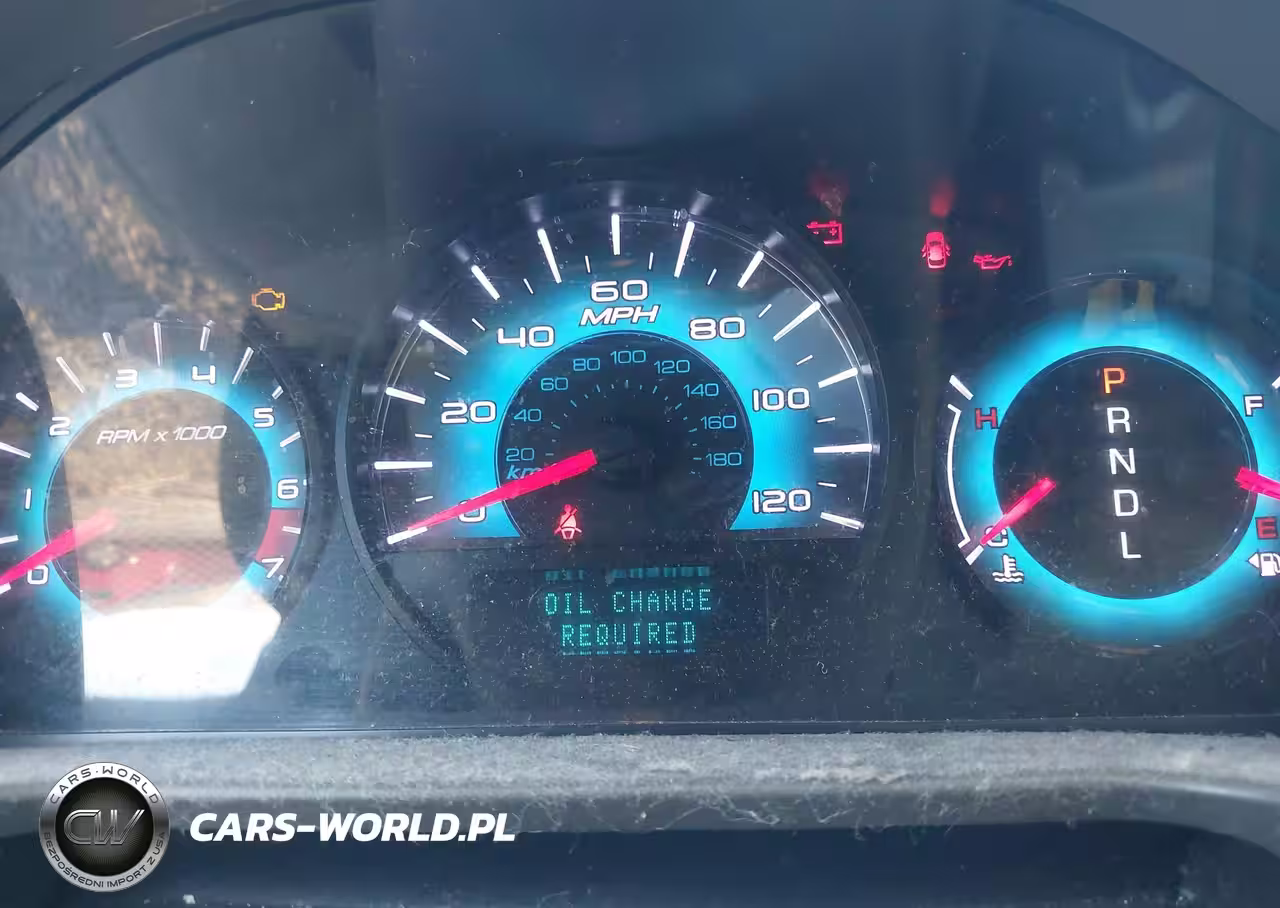 60
MPH
40
80
20
100
0
120
80 100 120
60
140
40
160
20
180
km
3 4
2
5
RPM x 1000
1
6
0
7
H
P
F
R
N
D
E
C
L
OIL CHANGE
REQUIRED
CARS-WORLD
CW
BEZPOŚREDNI IMPORT Z USA
CARS-WORLD.PL